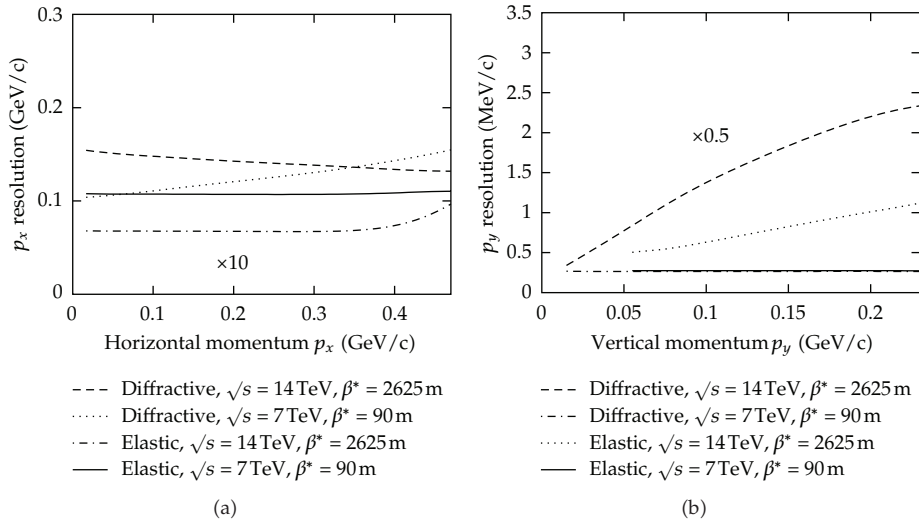 0.3
0.2
0.1
0
p_x resolution (GeV/c)
×10
0 0.1 0.2 0.3 0.4
Horizontal momentum p_x (GeV/c)
Diffractive, √s = 14 TeV, β* = 2625 m
Diffractive, √s = 7 TeV, β* = 90 m
Elastic, √s = 14 TeV, β* = 2625 m
Elastic, √s = 7 TeV, β* = 90 m
(a)
3.5
3
2.5
2
1.5
1
0.5
0
p_y resolution (MeV/c)
×0.5
0 0.05 0.1 0.15 0.2
Vertical momentum p_y (GeV/c)
Diffractive, √s = 14 TeV, β* = 2625 m
Diffractive, √s = 7 TeV, β* = 90 m
Elastic, √s = 14 TeV, β* = 2625 m
Elastic, √s = 7 TeV, β* = 90 m
(b)